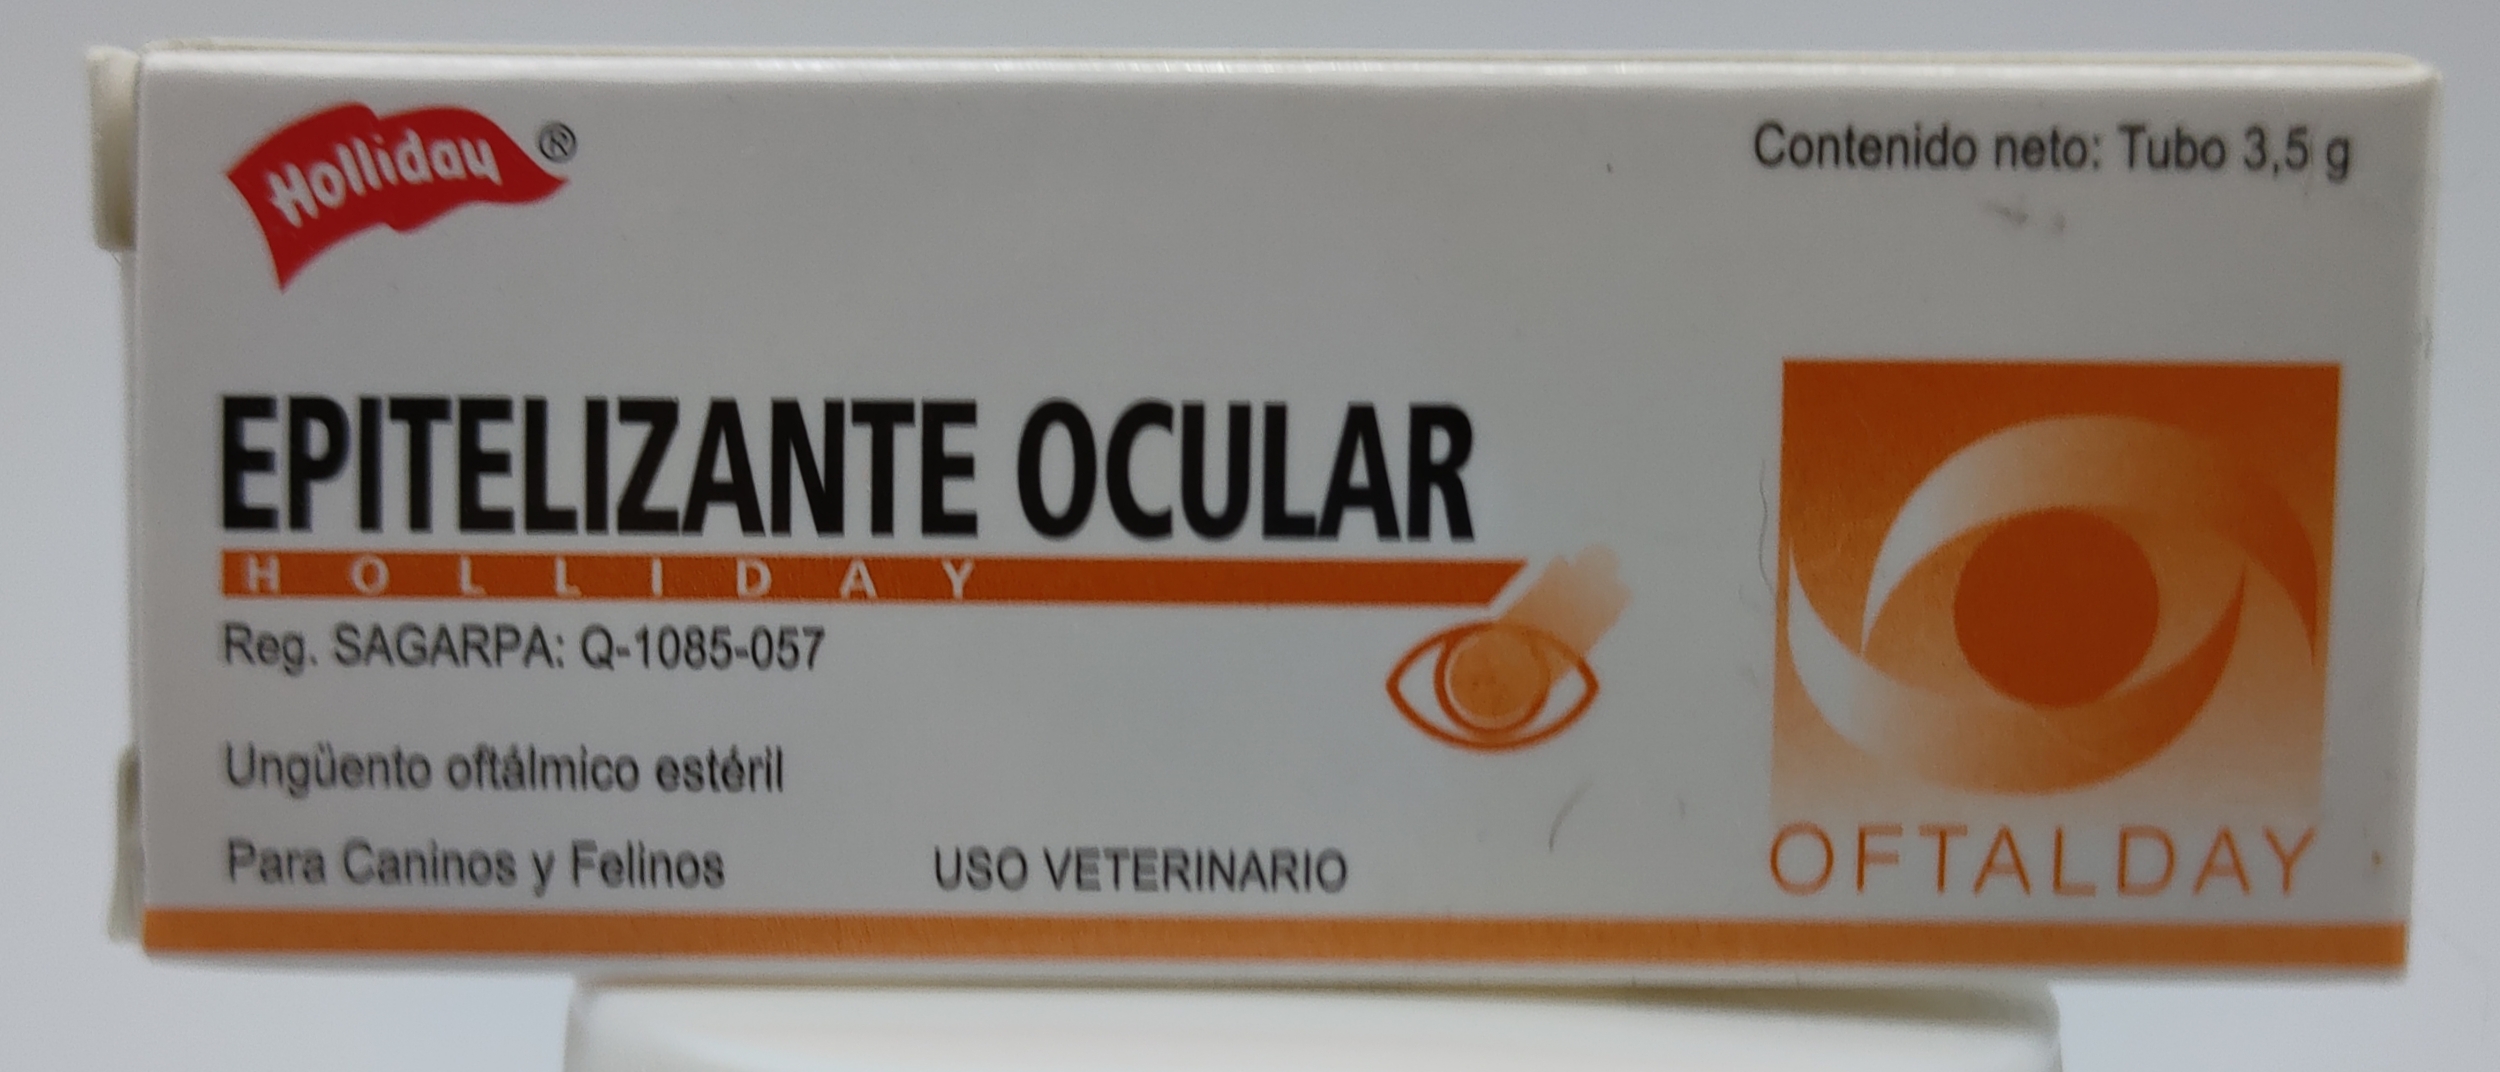 Holliday ®
Contenido neto: Tubo 3,5 g
EPITELIZANTE OCULAR
HOLLIDAY
Reg. SAGARPA: Q-1085-057
Ungüento oftálmico estéril
Para Caninos y Felinos
USO VETERINARIO
OFTALDAY